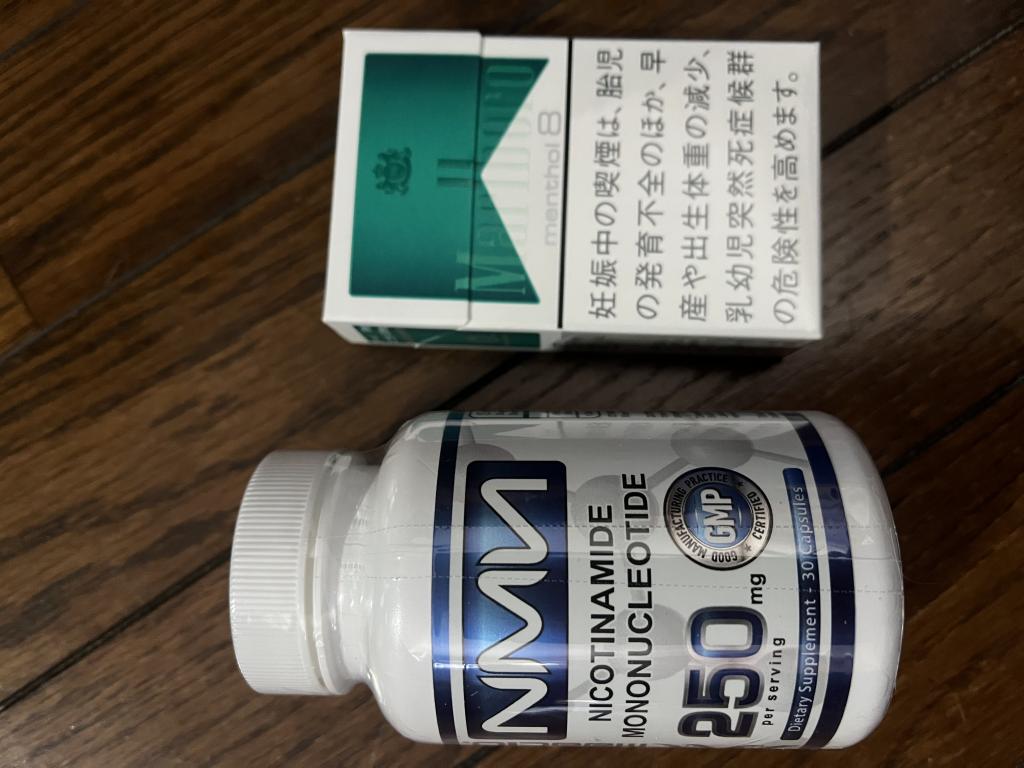 Marlboro
menthol 8
妊娠中の喫煙は、胎児
の発育不全のほか、早
産や出生体重の減少、
乳幼児突然死症候群
の危険性を高めます。
NMN
NICOTINAMIDE
MONONUCLEOTIDE
250 mg
per serving
GOOD MANUFACTURING PRACTICE
GMP
CERTIFIED
Dietary Supplement - 30 Capsules